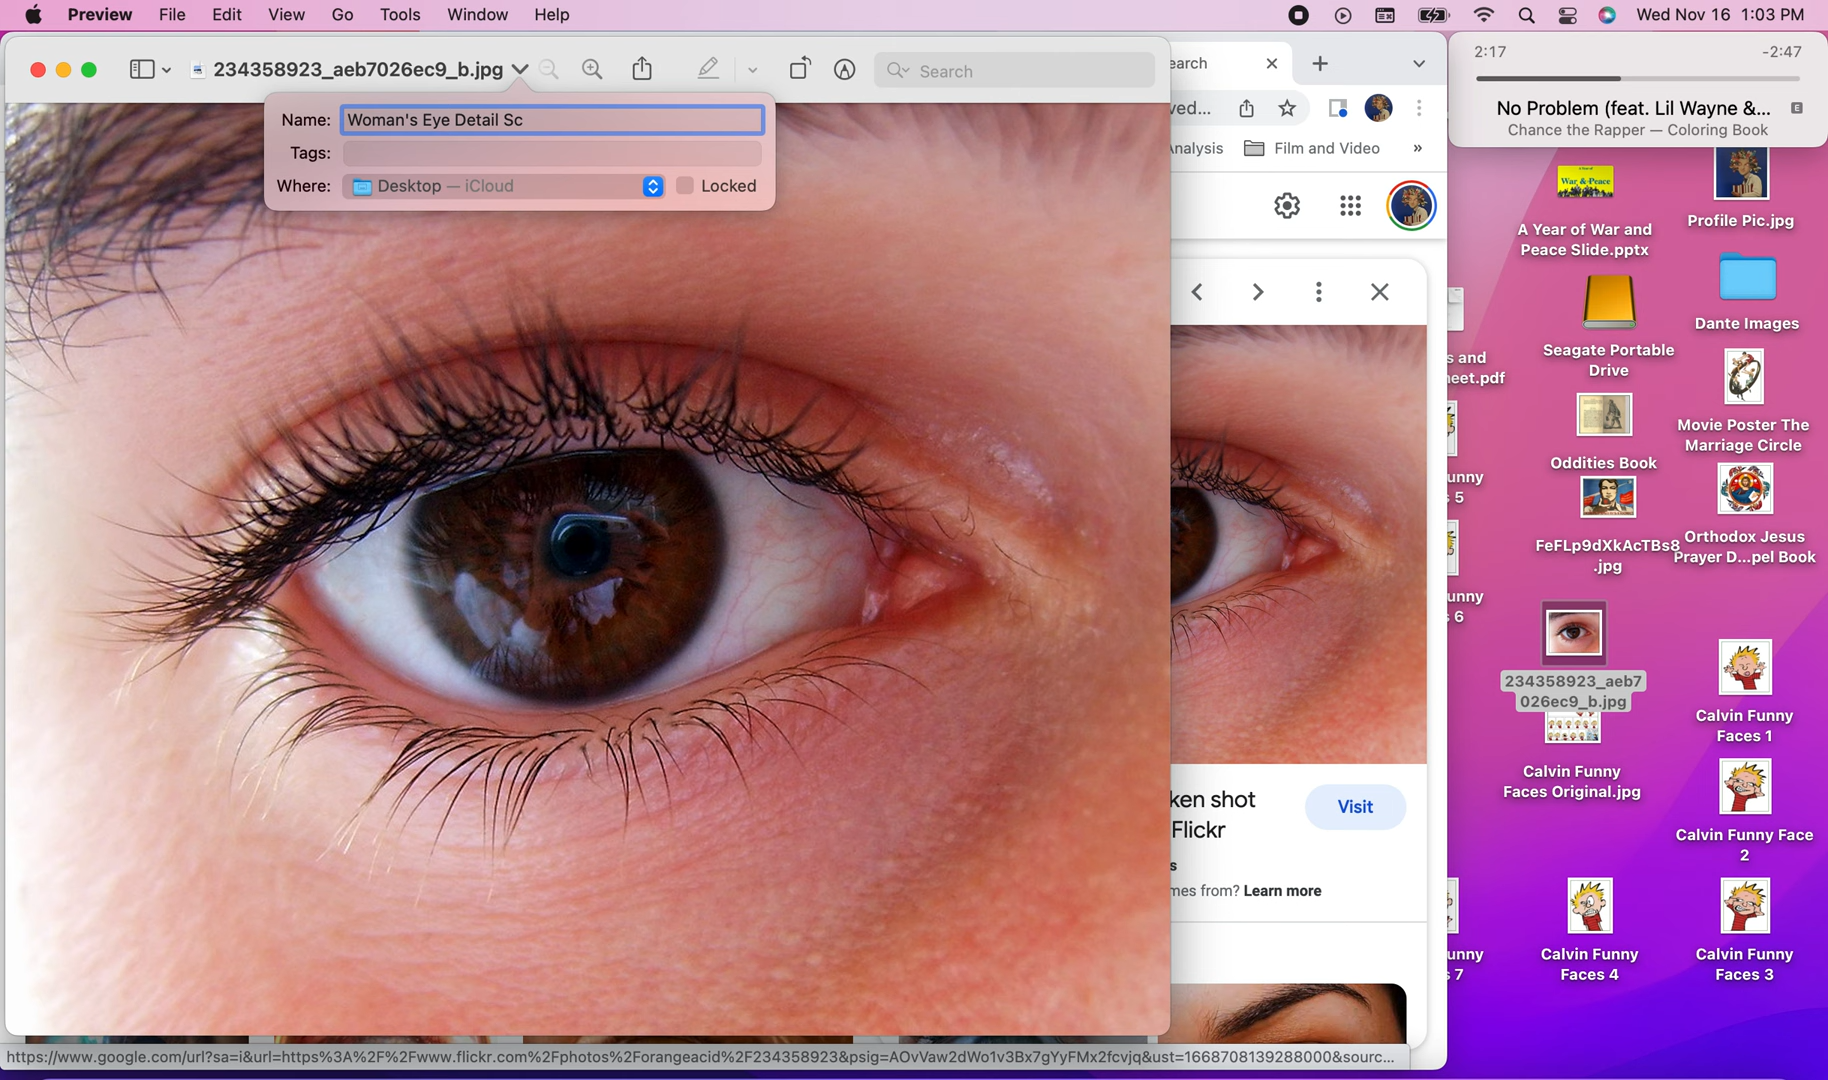 Preview File Edit View Go Tools Window Help
Wed Nov 16 1:03 PM
234358923_aeb7026ec9_b.jpg
Search
Name: Woman's Eye Detail Sc
Tags:
Where: Desktop — iCloud
Locked
earch
ved...
Analysis
Film and Video
»
ken shot
Flickr
Visit
s
mes from? Learn more
https://www.google.com/url?sa=i&url=https%3A%2F%2Fwww.flickr.com%2Fphotos%2Forangeacid%2F234358923&psig=AOvVaw2dWo1v3Bx7gYyFMx2fcvjq&ust=1668708139288000&sourc...
2:17
-2:47
No Problem (feat. Lil Wayne &...
E
Chance the Rapper — Coloring Book
War & Peace
A Year of War and
Peace Slide.pptx
Profile Pic.jpg
Seagate Portable
Drive
Dante Images
s and
heet.pdf
Oddities Book
Movie Poster The
Marriage Circle
unny
s 5
FeFLp9dXkAcTBs8
.jpg
Orthodox Jesus
Prayer D...pel Book
unny
s 6
234358923_aeb7
026ec9_b.jpg
Calvin Funny
Faces 1
Calvin Funny
Faces Original.jpg
Calvin Funny Face
2
unny
s 7
Calvin Funny
Faces 4
Calvin Funny
Faces 3